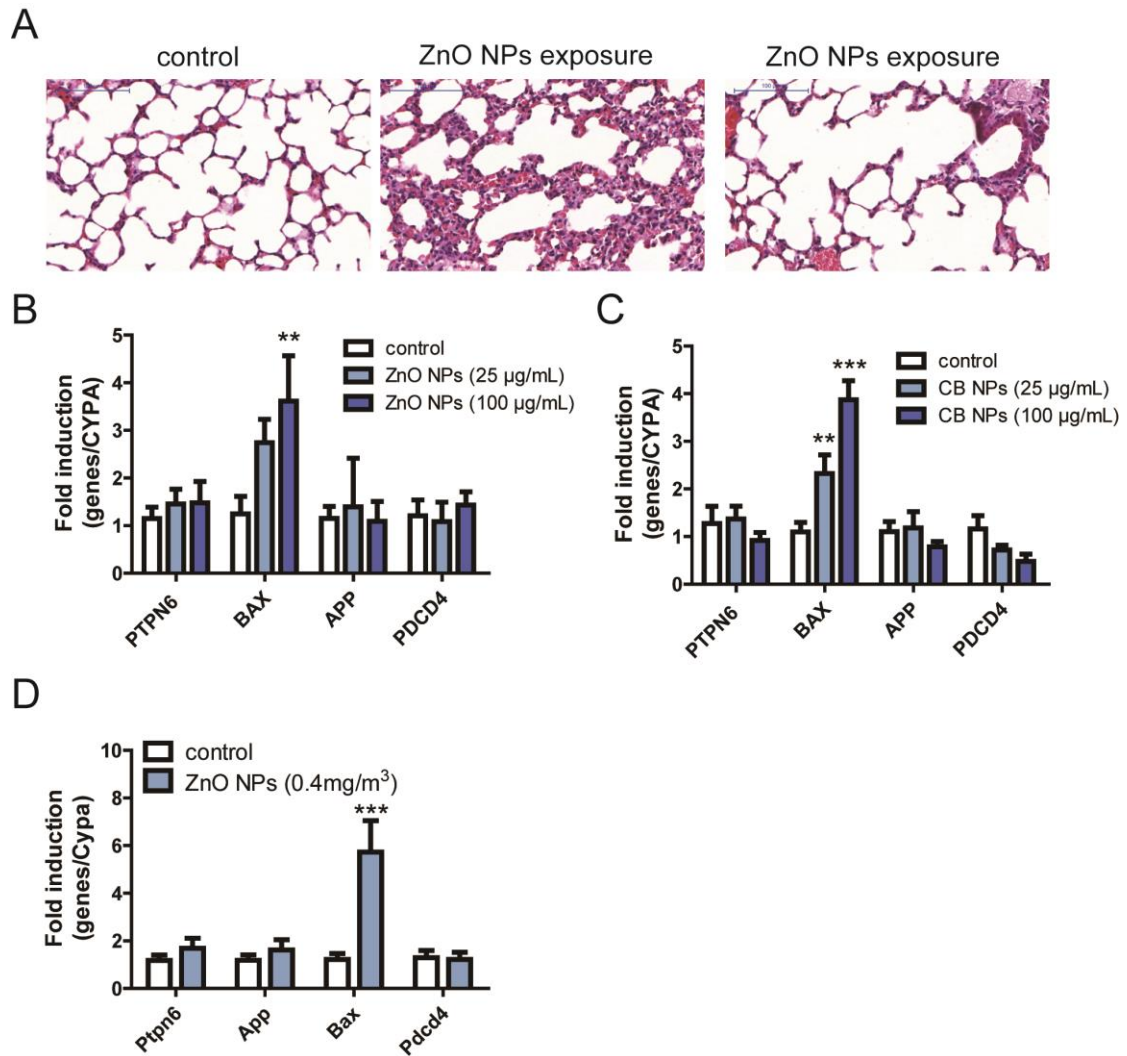 A
control
ZnO NPs exposure
ZnO NPs exposure
100 µm
B
Fold induction
(genes/CYPA)
5
4
3
2
1
0
control
ZnO NPs (25 µg/mL)
ZnO NPs (100 µg/mL)
**
PTPN6
BAX
APP
PDCD4
C
Fold induction
(genes/CYPA)
5
4
3
2
1
0
control
CB NPs (25 µg/mL)
CB NPs (100 µg/mL)
**
***
PTPN6
BAX
APP
PDCD4
D
Fold induction
(genes/Cypa)
10
8
6
4
2
0
control
ZnO NPs (0.4mg/m³)
***
Ptpn6
App
Bax
Pdcd4